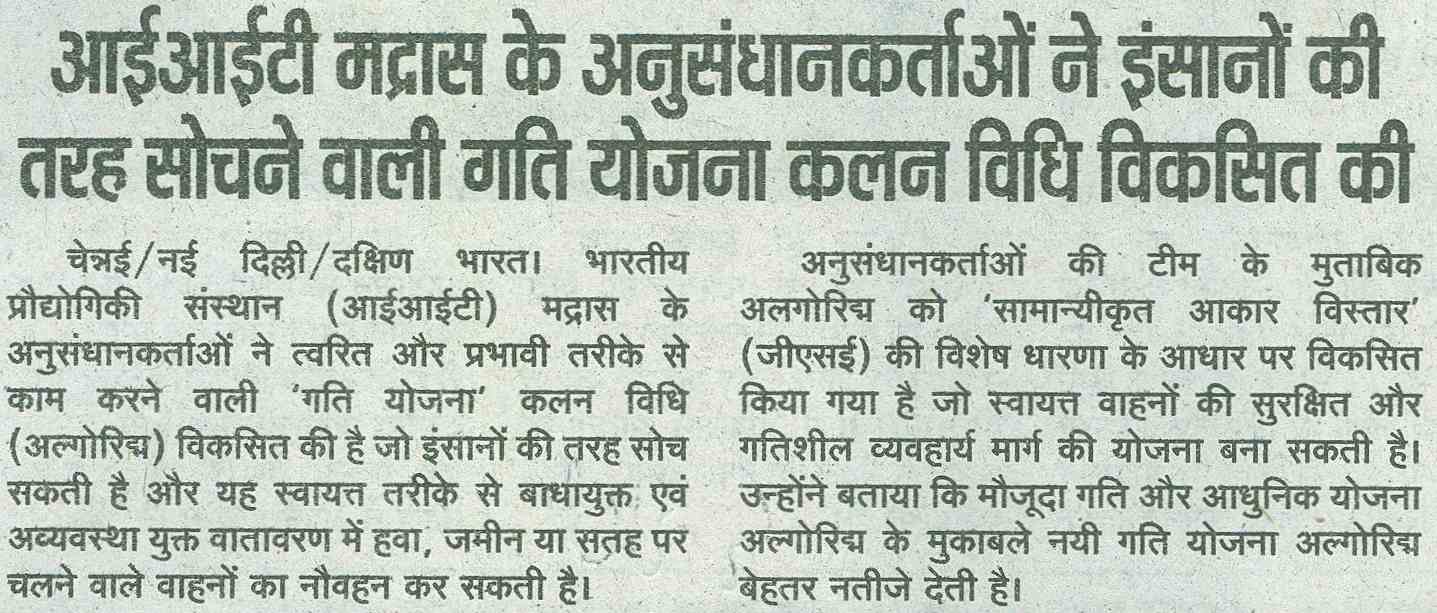 आईआईटी मद्रास के अनुसंधानकर्ताओं ने इंसानों की
तरह सोचने वाली गति योजना कलन विधि विकसित की
चेन्नई/नई दिल्ली/दक्षिण भारत। भारतीय
प्रौद्योगिकी संस्थान (आईआईटी) मद्रास के
अनुसंधानकर्ताओं ने त्वरित और प्रभावी तरीके से
काम करने वाली 'गति योजना' कलन विधि
(अल्गोरिद्म) विकसित की है जो इंसानों की तरह सोच
सकती है और यह स्वायत्त तरीके से बाधायुक्त एवं
अव्यवस्था युक्त वातावरण में हवा, जमीन या सतह पर
चलने वाले वाहनों का नौवहन कर सकती है।
अनुसंधानकर्ताओं की टीम के मुताबिक
अलगोरिद्म को 'सामान्यीकृत आकार विस्तार'
(जीएसई) की विशेष धारणा के आधार पर विकसित
किया गया है जो स्वायत्त वाहनों की सुरक्षित और
गतिशील व्यवहार्य मार्ग की योजना बना सकती है।
उन्होंने बताया कि मौजूदा गति और आधुनिक योजना
अल्गोरिद्म के मुकाबले नयी गति योजना अल्गोरिद्म
बेहतर नतीजे देती है।